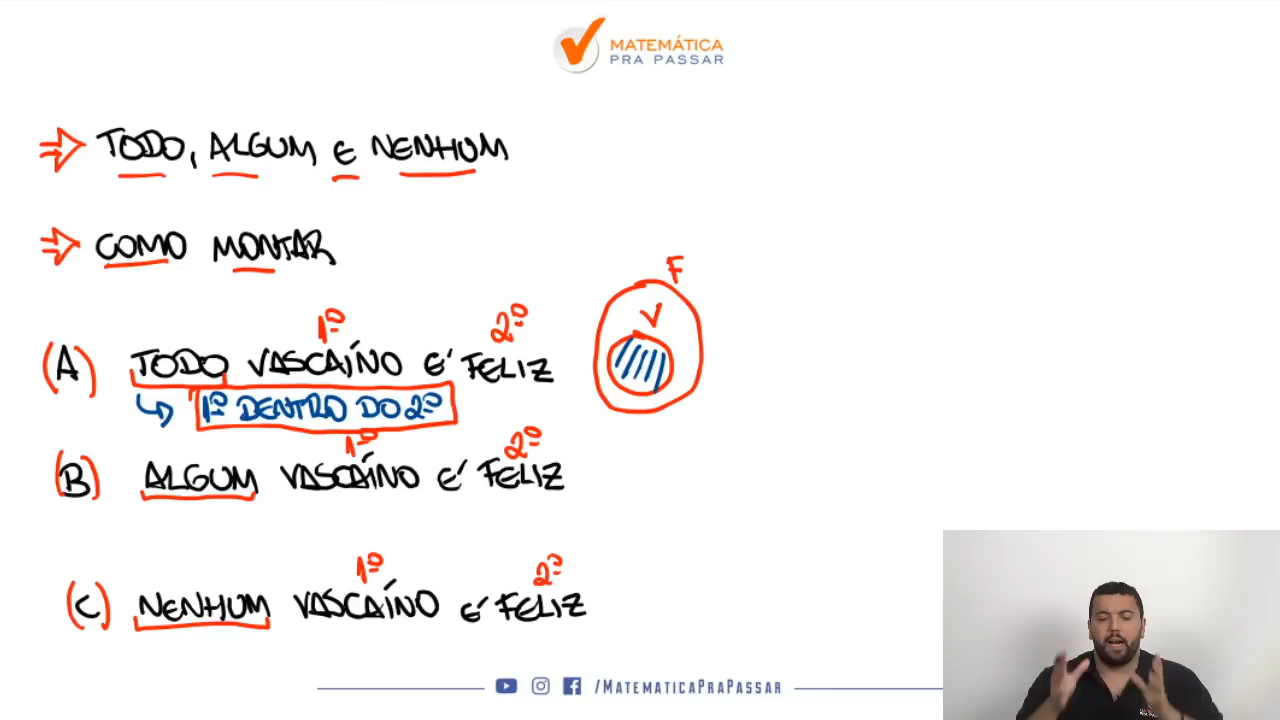 MATEMÁTICA
PRA PASSAR
⇒ TODO, ALGUM E NENHUM
⇒ COMO MONTAR
F
V
1º 2º
(A) TODO VASCAÍNO É FELIZ
↳ 1º DENTRO DO 2º
1º 2º
(B) ALGUM VASCAÍNO É FELIZ
1º 2º
(C) NENHUM VASCAÍNO É FELIZ
/MATEMATICAPRAPASSAR